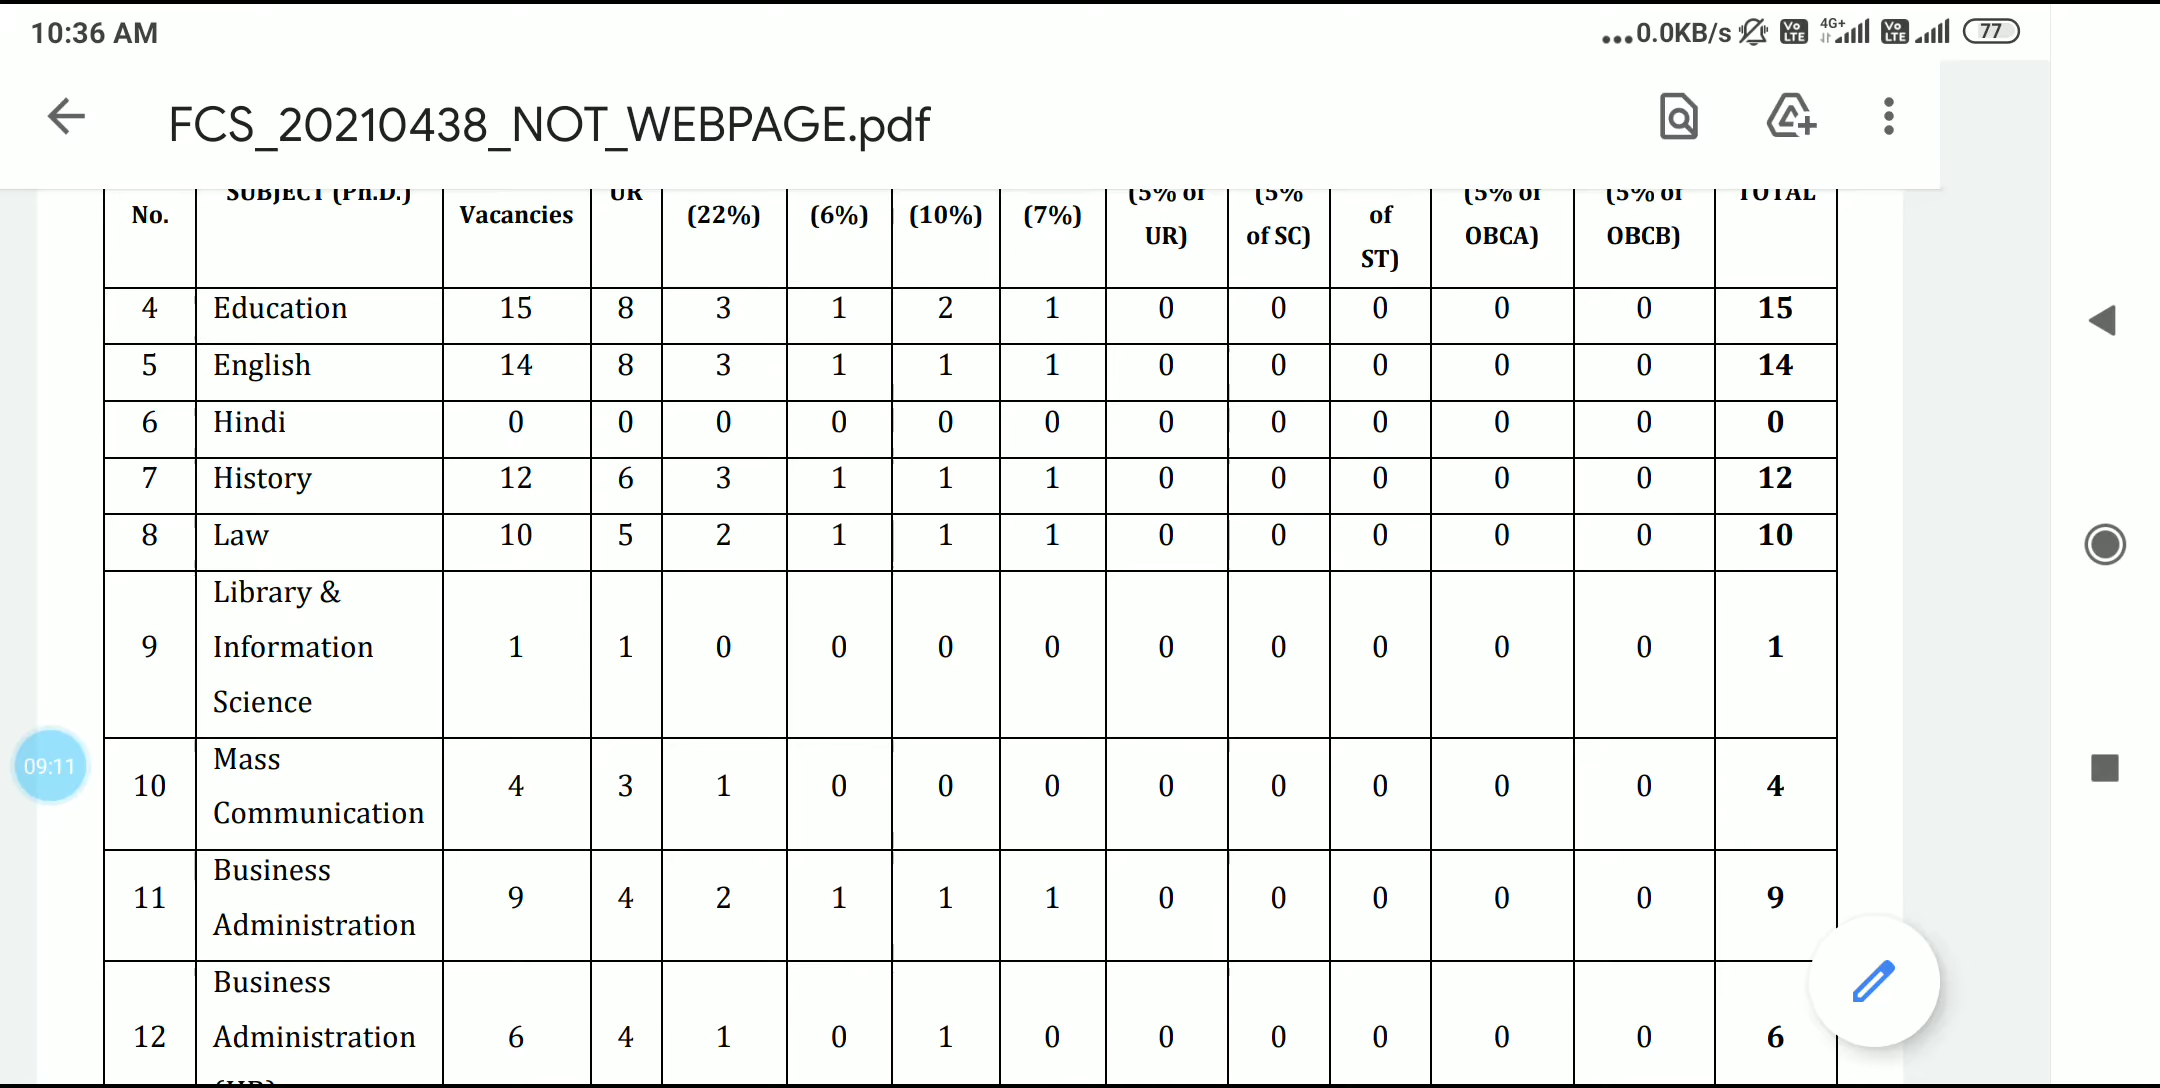 10:36 AM
...0.0KB/s Vo LTE 4G+ Vo LTE 77
FCS_20210438_NOT_WEBPAGE.pdf
No. SUBJECT (Ph.D.) Vacancies UR (22%) (6%) (10%) (7%) (5% of UR) (5% of SC) of ST) (5% of OBCA) (5% of OBCB) TOTAL
4 Education 15 8 3 1 2 1 0 0 0 0 0 15
5 English 14 8 3 1 1 1 0 0 0 0 0 14
6 Hindi 0 0 0 0 0 0 0 0 0 0 0 0
7 History 12 6 3 1 1 1 0 0 0 0 0 12
8 Law 10 5 2 1 1 1 0 0 0 0 0 10
Library &
9 Information 1 1 0 0 0 0 0 0 0 0 0 1
Science
Mass
10 4 3 1 0 0 0 0 0 0 0 0 4
Communication
Business
11 9 4 2 1 1 1 0 0 0 0 0 9
Administration
Business
12 Administration 6 4 1 0 1 0 0 0 0 0 0 6
09:11